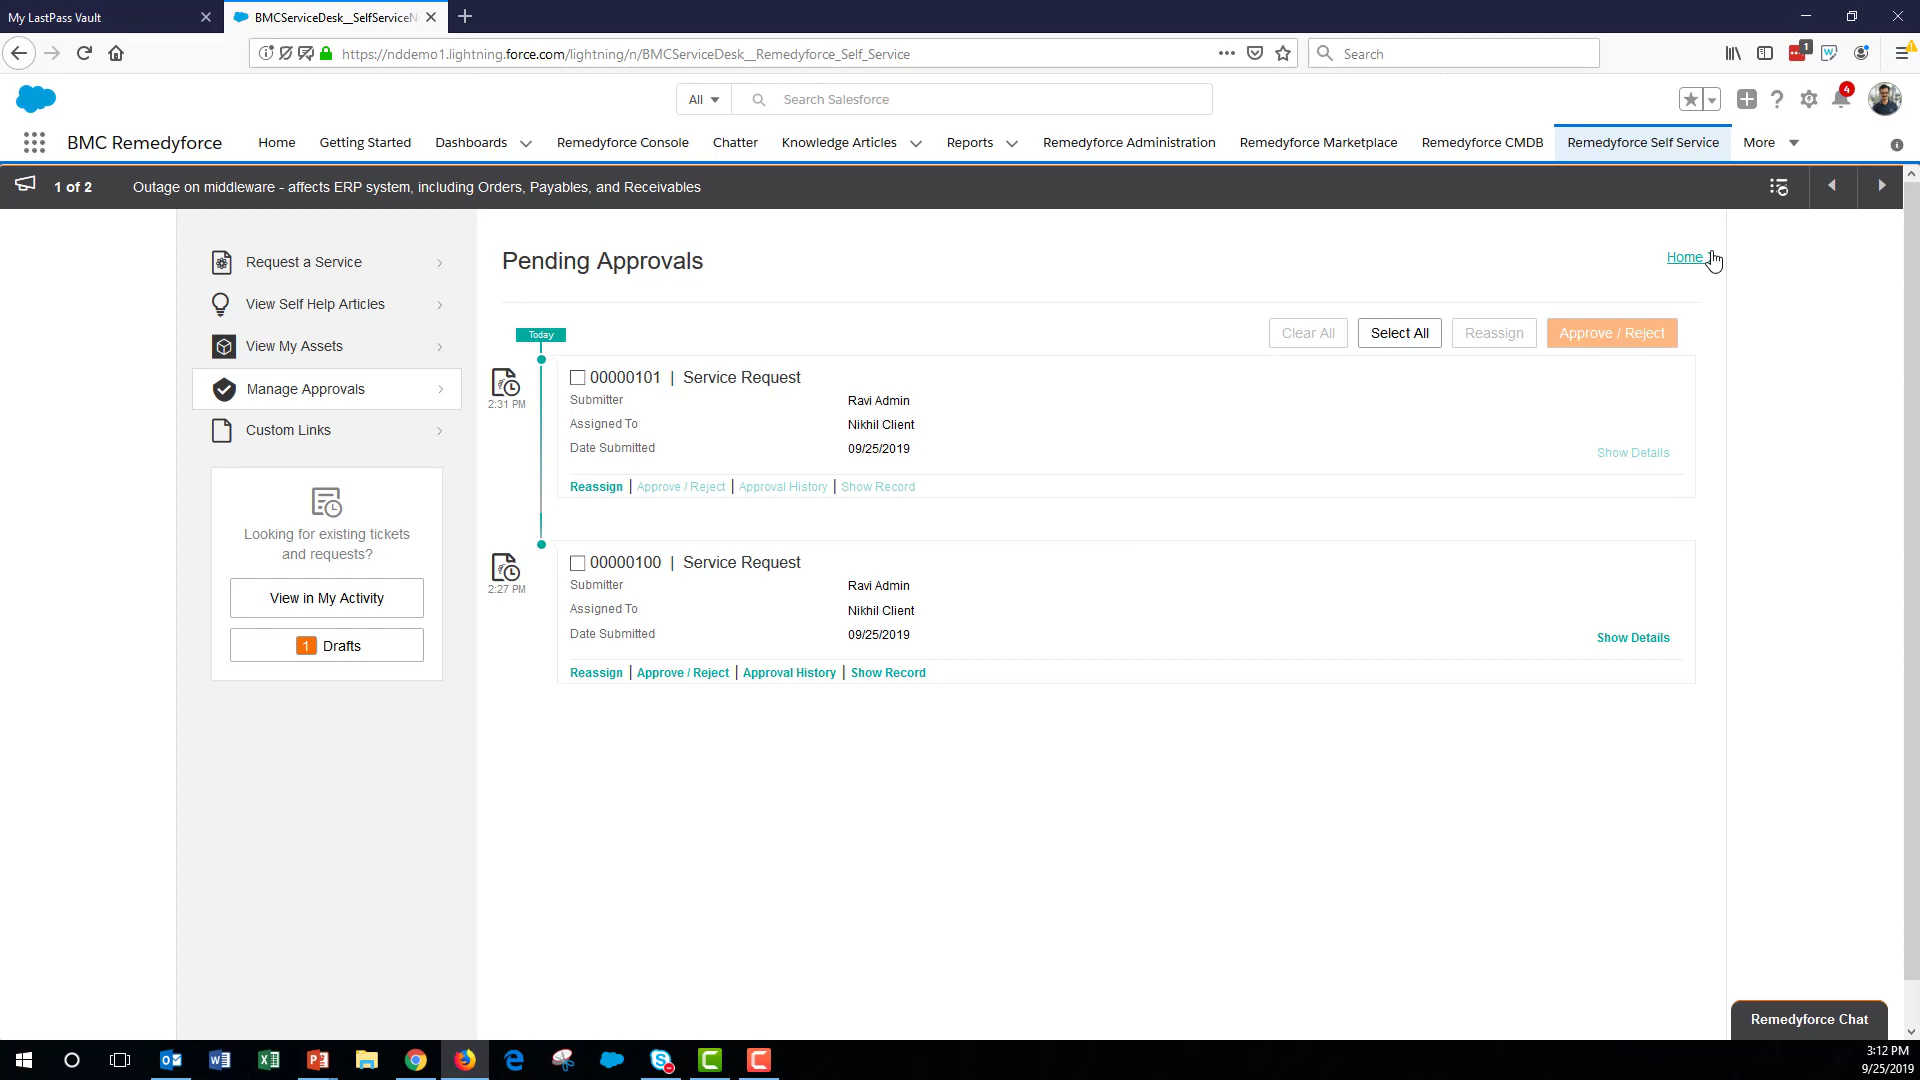 My LastPass Vault
BMCServiceDesk__SelfServiceN
https://nddemo1.lightning.force.com/lightning/n/BMCServiceDesk__Remedyforce_Self_Service
Search
1
All
Search Salesforce
4
BMC Remedyforce
Home
Getting Started
Dashboards
Remedyforce Console
Chatter
Knowledge Articles
Reports
Remedyforce Administration
Remedyforce Marketplace
Remedyforce CMDB
Remedyforce Self Service
More
1 of 2
Outage on middleware - affects ERP system, including Orders, Payables, and Receivables
Request a Service
View Self Help Articles
View My Assets
Manage Approvals
Custom Links
Looking for existing tickets
and requests?
View in My Activity
1 Drafts
Pending Approvals
Home
Today
Clear All
Select All
Reassign
Approve / Reject
2:31 PM
00000101 | Service Request
Submitter Ravi Admin
Assigned To Nikhil Client
Date Submitted 09/25/2019
Show Details
Reassign | Approve / Reject | Approval History | Show Record
2:27 PM
00000100 | Service Request
Submitter Ravi Admin
Assigned To Nikhil Client
Date Submitted 09/25/2019
Show Details
Reassign | Approve / Reject | Approval History | Show Record
Remedyforce Chat
3:12 PM
9/25/2019